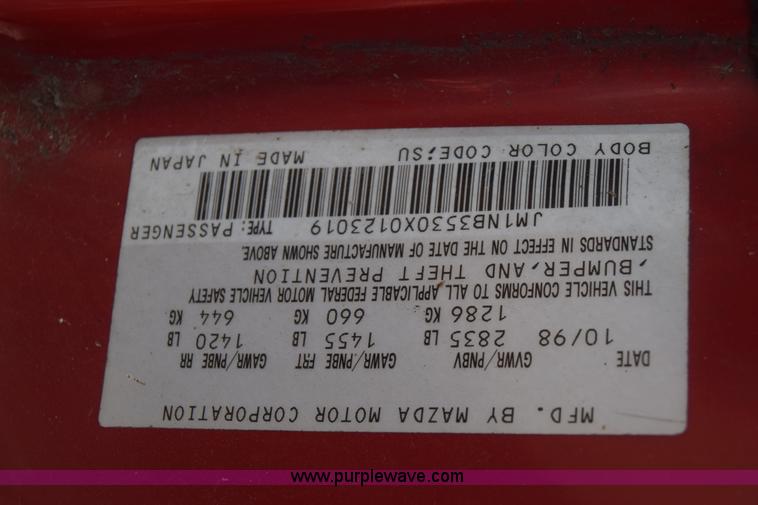 MFD. BY MAZDA MOTOR CORPORATION
DATE GVWR/PNBV GAWR/PNBE FRT GAWR/PNBE RR
10/98 2835 LB 1455 LB 1420 LB
1286 KG 660 KG 644 KG
THIS VEHICLE CONFORMS TO ALL APPLICABLE FEDERAL MOTOR VEHICLE SAFETY
, BUMPER, AND THEFT PREVENTION
STANDARDS IN EFFECT ON THE DATE OF MANUFACTURE SHOWN ABOVE.
JM1NB3530X0123019 TYPE: PASSENGER
BODY COLOR CODE:SU MADE IN JAPAN
www.purplewave.com